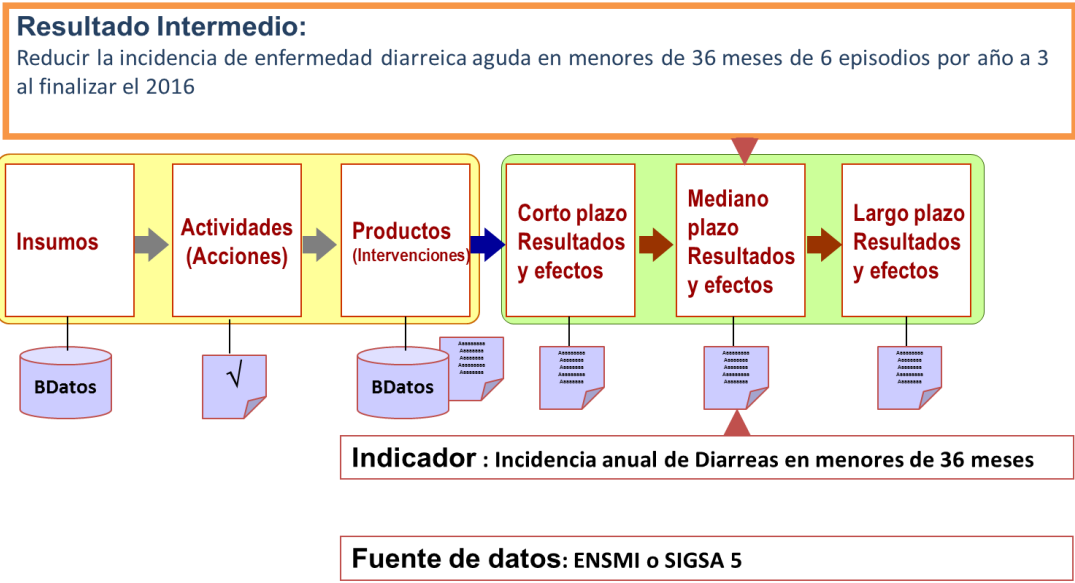 Resultado Intermedio:
Reducir la incidencia de enfermedad diarreica aguda en menores de 36 meses de 6 episodios por año a 3
al finalizar el 2016
Insumos
Actividades
(Acciones)
Productos
(Intervenciones)
Corto plazo
Resultados
y efectos
Mediano
plazo
Resultados
y efectos
Largo plazo
Resultados
y efectos
BDatos
√
BDatos
Indicador : Incidencia anual de Diarreas en menores de 36 meses
Fuente de datos: ENSMI o SIGSA 5